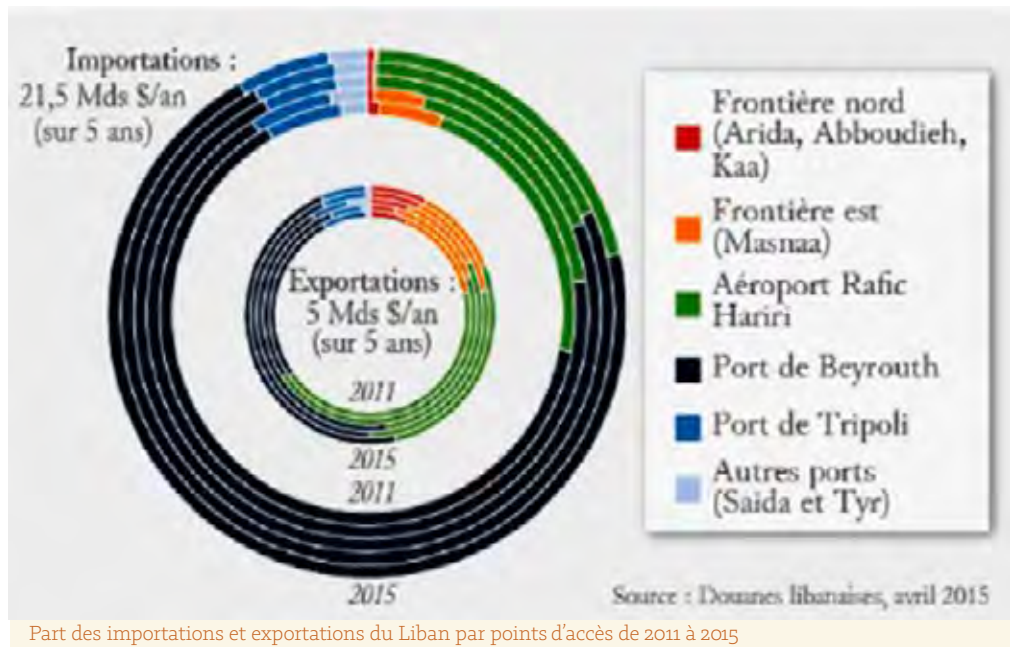 Importations :
21,5 Mds $/an
(sur 5 ans)
Exportations :
5 Mds $/an
(sur 5 ans)
2011
2015
2011
2015
Frontière nord
(Arida, Abboudieh,
Kaa)
Frontière est
(Masnaa)
Aéroport Rafic
Hariri
Port de Beyrouth
Port de Tripoli
Autres ports
(Saida et Tyr)
Source : Douanes libanaises, avril 2015
Part des importations et exportations du Liban par points d'accès de 2011 à 2015